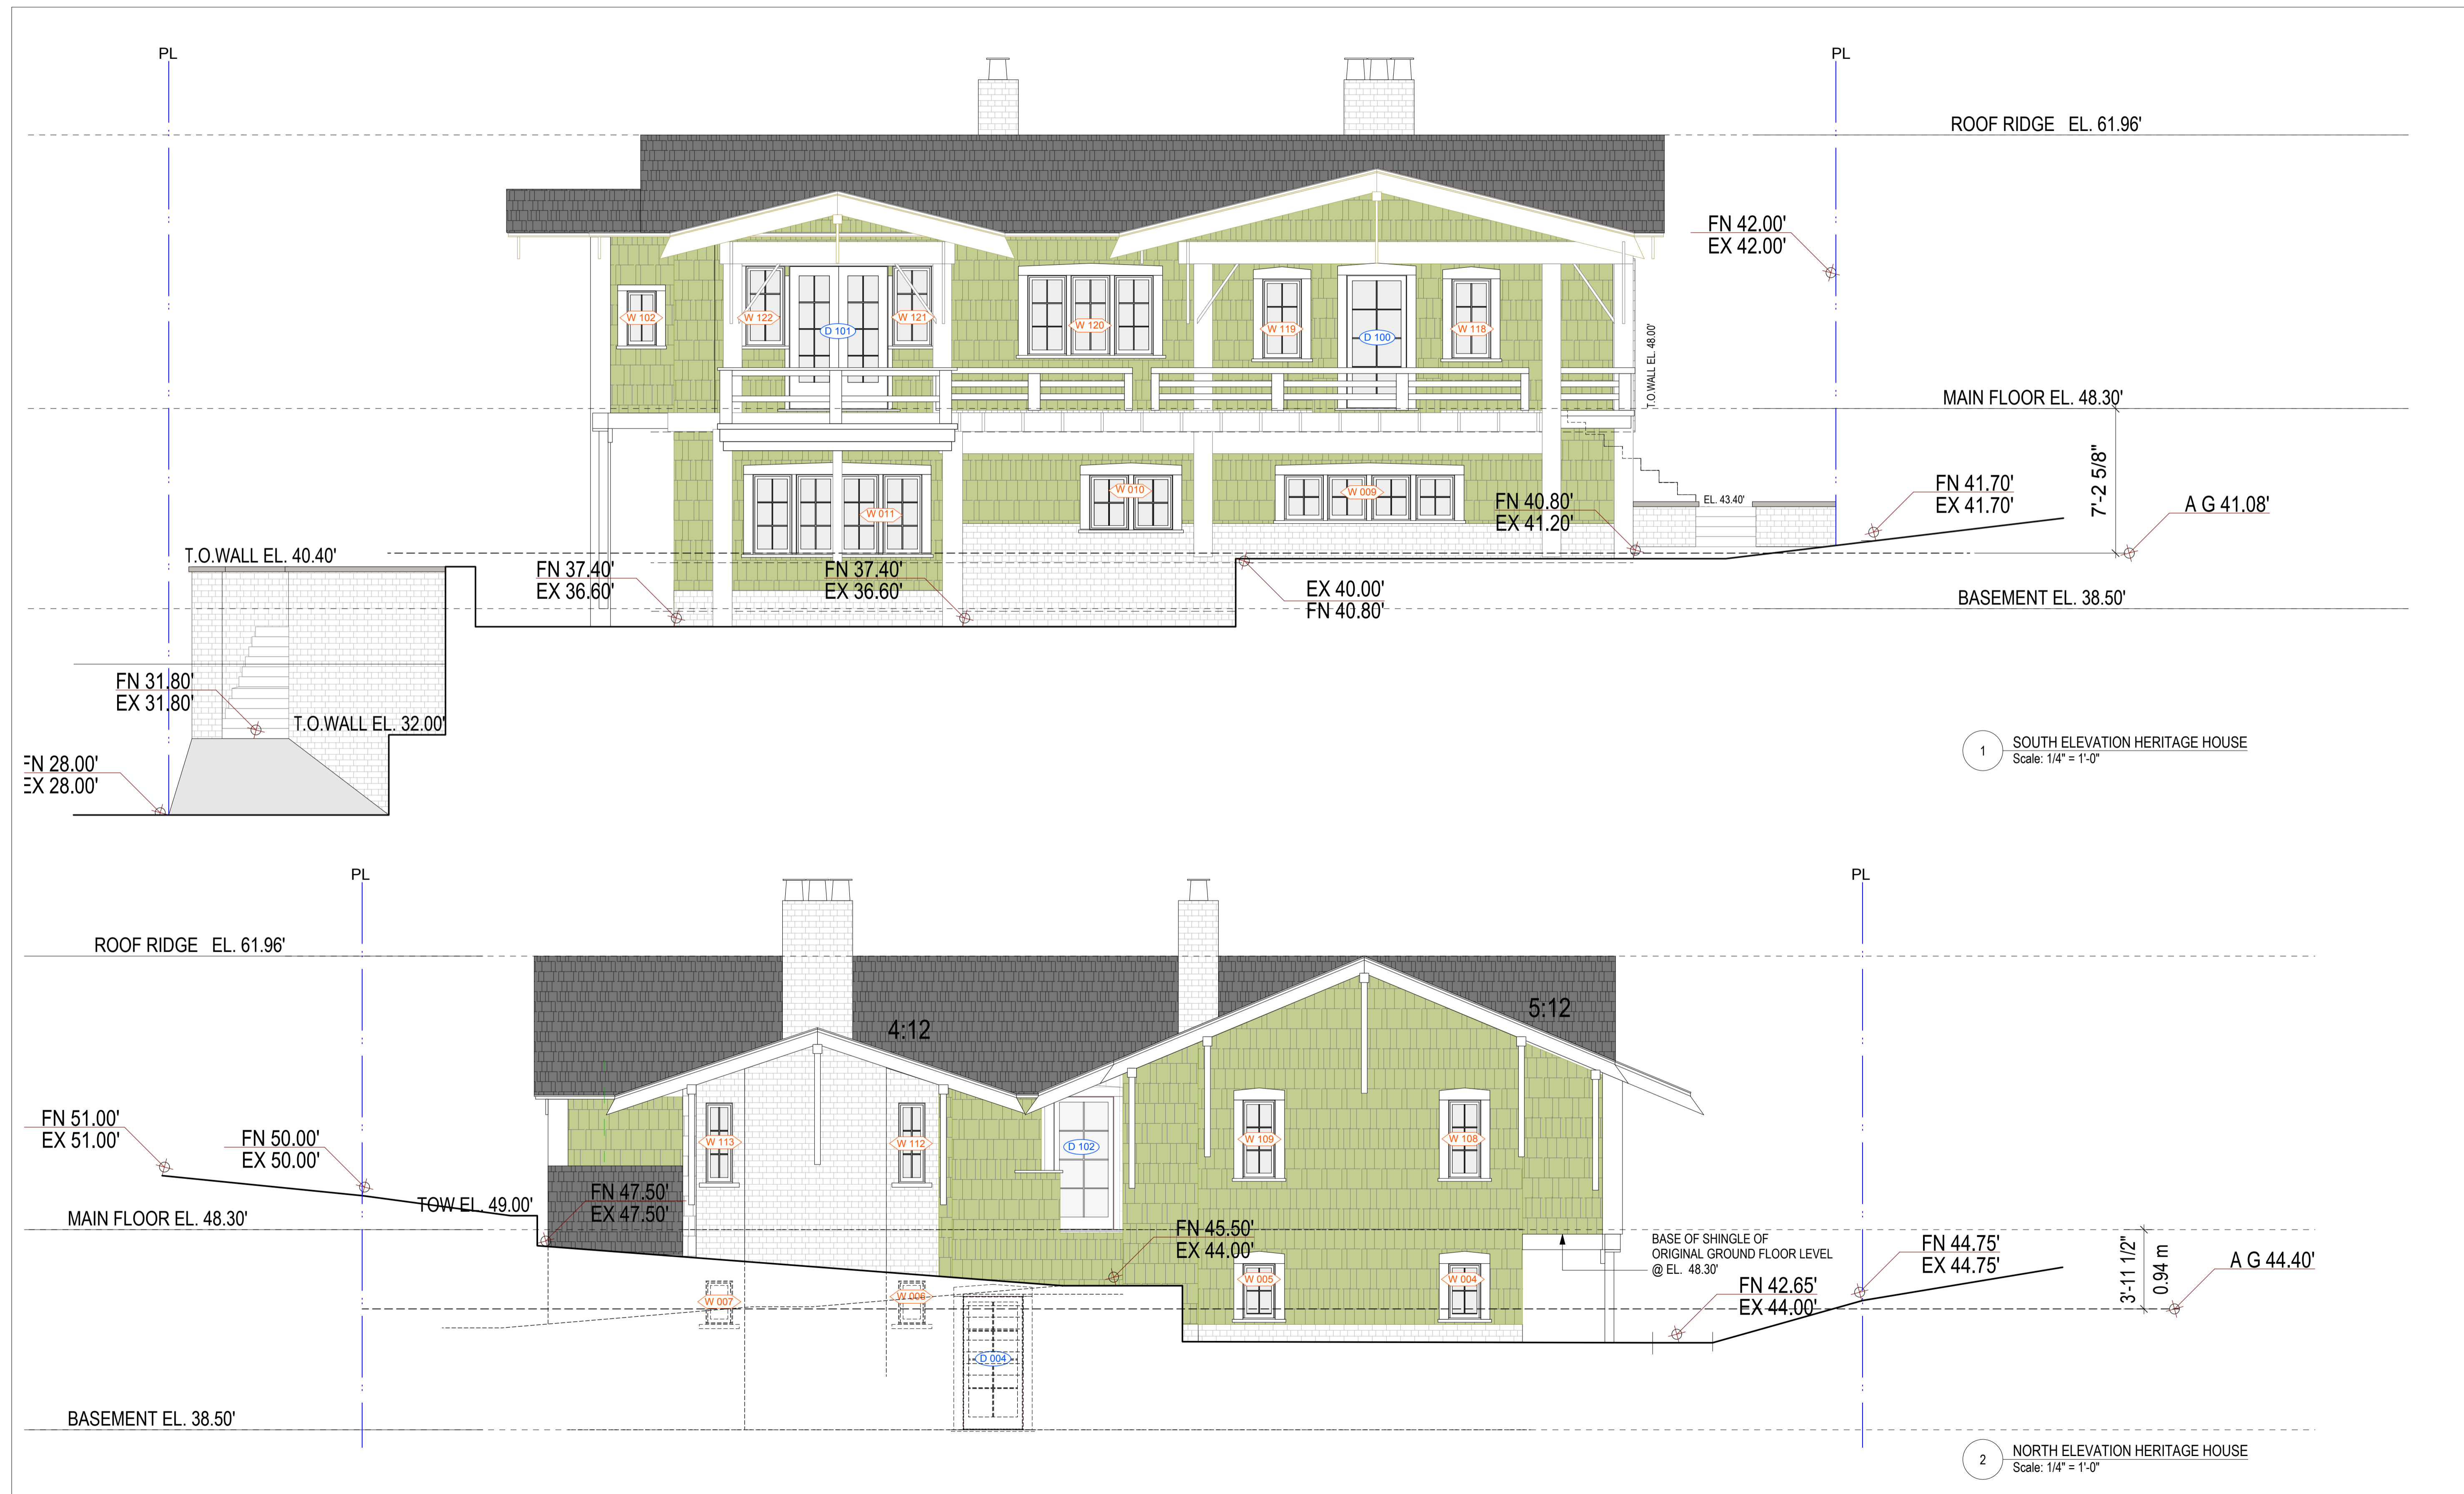 PL
PL
ROOF RIDGE EL. 61.96'
FN 42.00'
EX 42.00'
W 102
W 122
D 101
W 121
W 120
W 119
D 100
W 118
T.O.WALL EL. 48.00'
MAIN FLOOR EL. 48.30'
7'-2 5/8"
W 011
W 010
W 009
FN 40.80'
EX 41.20'
EL. 43.40'
FN 41.70'
EX 41.70'
A G 41.08'
T.O.WALL EL. 40.40'
FN 37.40'
EX 36.60'
FN 37.40'
EX 36.60'
EX 40.00'
FN 40.80'
BASEMENT EL. 38.50'
FN 31.80'
EX 31.80'
T.O.WALL EL. 32.00'
FN 28.00'
EX 28.00'
1
SOUTH ELEVATION HERITAGE HOUSE
Scale: 1/4" = 1'-0"
PL
PL
ROOF RIDGE EL. 61.96'
4:12
5:12
FN 51.00'
EX 51.00'
FN 50.00'
EX 50.00'
W 113
W 112
D 102
W 109
W 108
TOW EL. 49.00'
FN 47.50'
EX 47.50'
MAIN FLOOR EL. 48.30'
FN 45.50'
EX 44.00'
BASE OF SHINGLE OF
ORIGINAL GROUND FLOOR LEVEL
@ EL. 48.30'
FN 44.75'
EX 44.75'
3'-11 1/2"
0.94 m
A G 44.40'
W 007
W 006
W 005
W 004
FN 42.65'
EX 44.00'
D 004
BASEMENT EL. 38.50'
2
NORTH ELEVATION HERITAGE HOUSE
Scale: 1/4" = 1'-0"